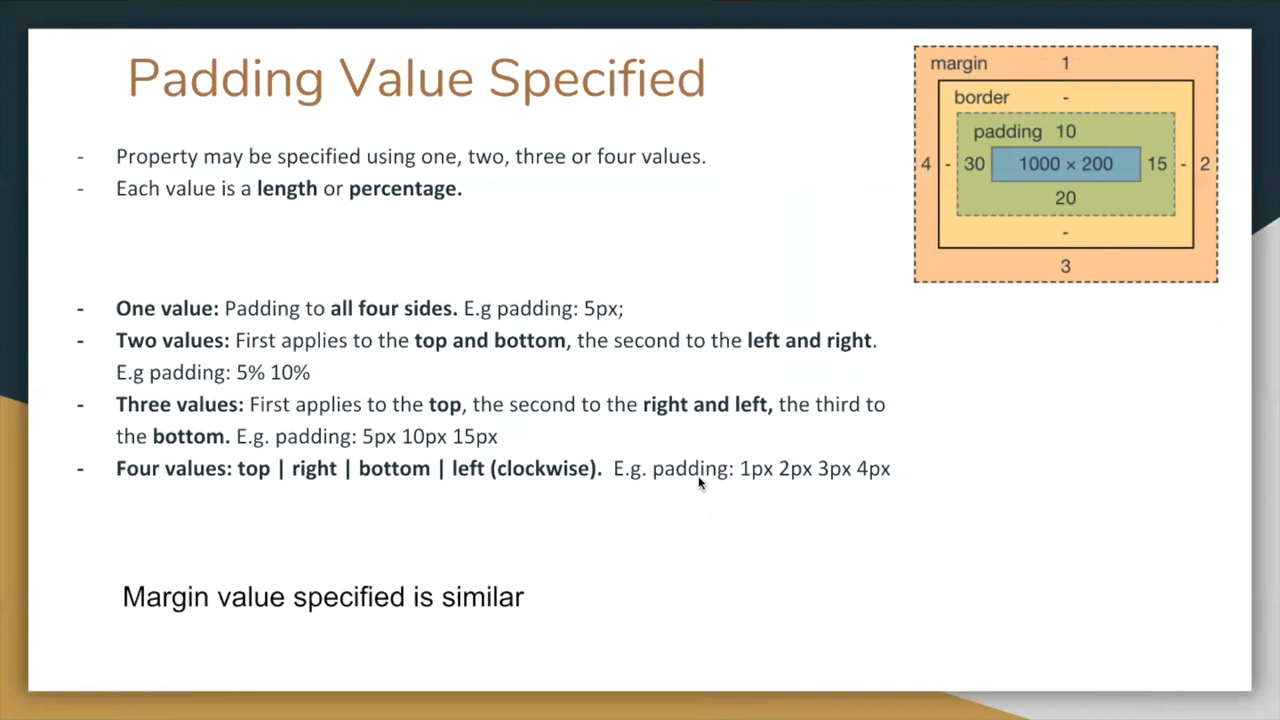 Padding Value Specified
- Property may be specified using one, two, three or four values.
- Each value is a length or percentage.
- One value: Padding to all four sides. E.g padding: 5px;
- Two values: First applies to the top and bottom, the second to the left and right.
E.g padding: 5% 10%
- Three values: First applies to the top, the second to the right and left, the third to
the bottom. E.g. padding: 5px 10px 15px
- Four values: top | right | bottom | left (clockwise). E.g. padding: 1px 2px 3px 4px
Margin value specified is similar
margin 1
border -
padding 10
4 - 30 1000 × 200 15 - 2
20
-
3